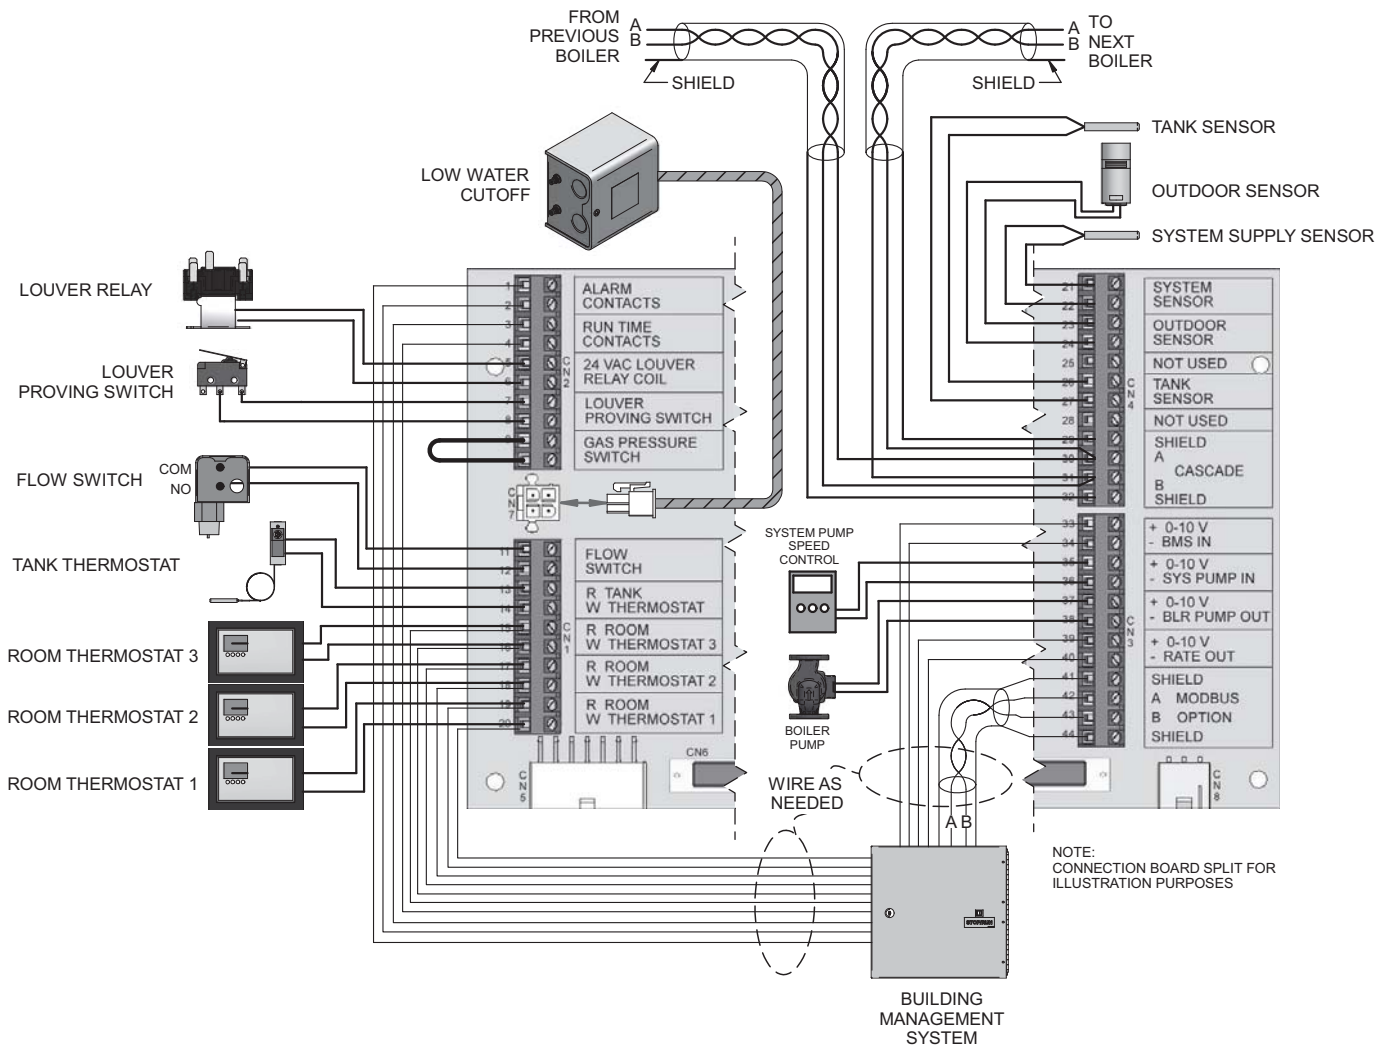 FROM
PREVIOUS
BOILER
A
B
SHIELD
A
B
TO
NEXT
BOILER
SHIELD
TANK SENSOR
OUTDOOR SENSOR
SYSTEM SUPPLY SENSOR
LOW WATER
CUTOFF
LOUVER RELAY
LOUVER
PROVING SWITCH
FLOW SWITCH
COM
NO
TANK THERMOSTAT
ROOM THERMOSTAT 3
ROOM THERMOSTAT 2
ROOM THERMOSTAT 1
1
2
3
4
5
6
7
8
9
CN2
ALARM
CONTACTS
RUN TIME
CONTACTS
24 VAC LOUVER
RELAY COIL
LOUVER
PROVING SWITCH
GAS PRESSURE
SWITCH
CN7
11
12
13
14
15
16
17
18
19
20
CN1
FLOW
SWITCH
R TANK
W THERMOSTAT
R ROOM
W THERMOSTAT 3
R ROOM
W THERMOSTAT 2
R ROOM
W THERMOSTAT 1
CN5
CN6
21
22
23
24
25
26
27
28
29
30
31
32
CN4
SYSTEM
SENSOR
OUTDOOR
SENSOR
NOT USED
TANK
SENSOR
NOT USED
SHIELD
A
CASCADE
B
SHIELD
SYSTEM PUMP
SPEED
CONTROL
BOILER
PUMP
33
34
35
36
37
38
39
40
41
42
43
44
CN3
+ 0-10 V
- BMS IN
+ 0-10 V
- SYS PUMP IN
+ 0-10 V
- BLR PUMP OUT
+ 0-10 V
- RATE OUT
SHIELD
A MODBUS
B OPTION
SHIELD
CN8
WIRE AS
NEEDED
A B
NOTE:
CONNECTION BOARD SPLIT FOR
ILLUSTRATION PURPOSES
BUILDING
MANAGEMENT
SYSTEM